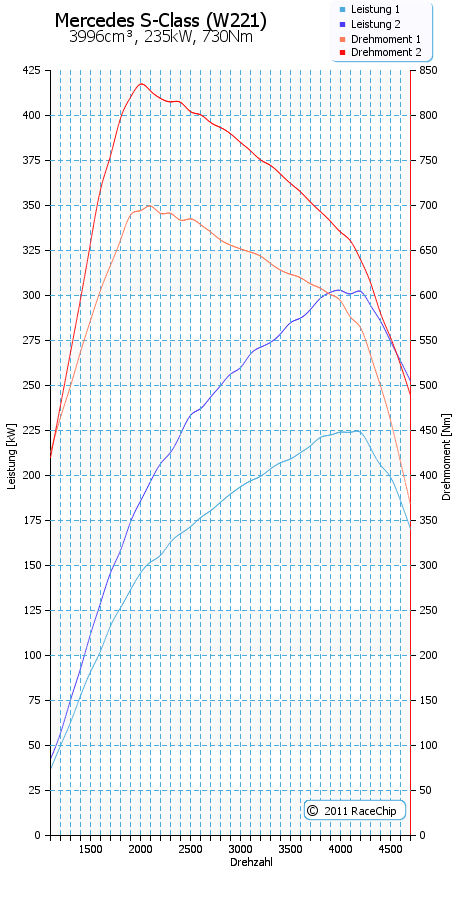 Mercedes S-Class (W221)
3996cm³, 235kW, 730Nm
Leistung 1
Leistung 2
Drehmoment 1
Drehmoment 2
425 850
400 800
375 750
350 700
325 650
300 600
275 550
250 500
225 450
200 400
175 350
150 300
125 250
100 200
75 150
50 100
25 50
0 0
Leistung [kW]
Drehmoment [Nm]
© 2011 RaceChip
1500 2000 2500 3000 3500 4000 4500
Drehzahl